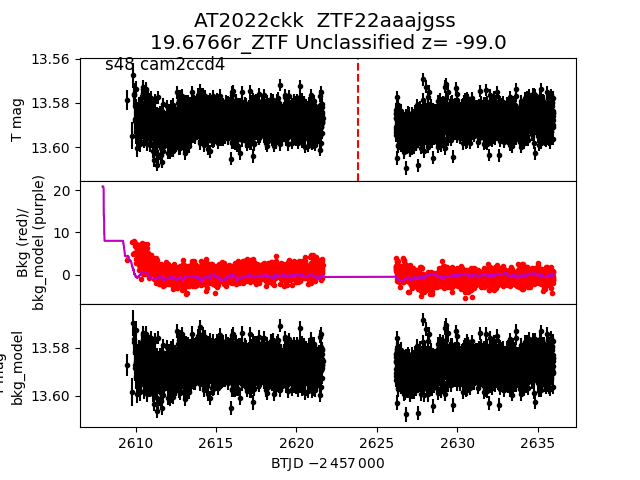 AT2022ckk  ZTF22aaajgss
19.6766r_ZTF Unclassified z= -99.0
s48 cam2ccd4
13.56
13.58
13.60
T mag
20
10
0
Bkg (red)/
bkg_model (purple)
13.58
13.60
bkg_model
2610
2615
2620
2625
2630
2635
BTJD −2 457 000